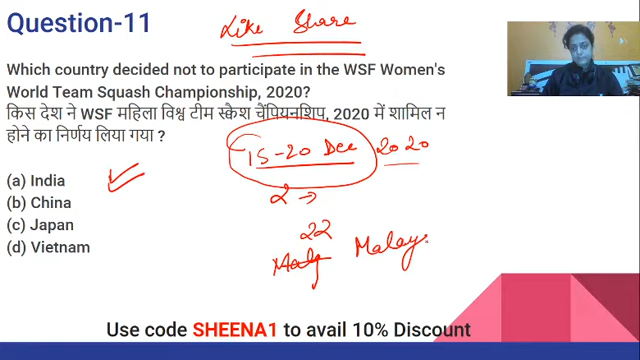 Question-11
Like Share
Which country decided not to participate in the WSF Women's
World Team Squash Championship, 2020?
किस देश ने WSF महिला विश्व टीम स्क्वैश चैंपियनशिप, 2020 में शामिल न
होने का निर्णय लिया गया ?
15-20 Dec 2020
(a) India
(b) China
2
(c) Japan
22
(d) Vietnam
Malay
Use code SHEENA1 to avail 10% Discount